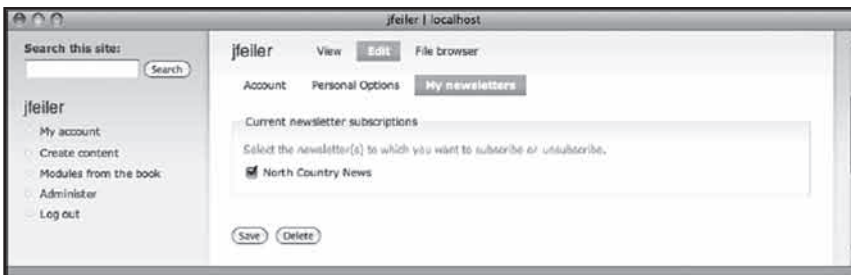 jfeiler | localhost
Search this site:
Search
jfeiler
My account
Create content
Modules from the book
Administer
Log out
jfeiler View Edit File browser
Account Personal Options My newsletters
Current newsletter subscriptions
Select the newsletter(s) to which you want to subscribe or unsubscribe.
North Country News
Save Delete